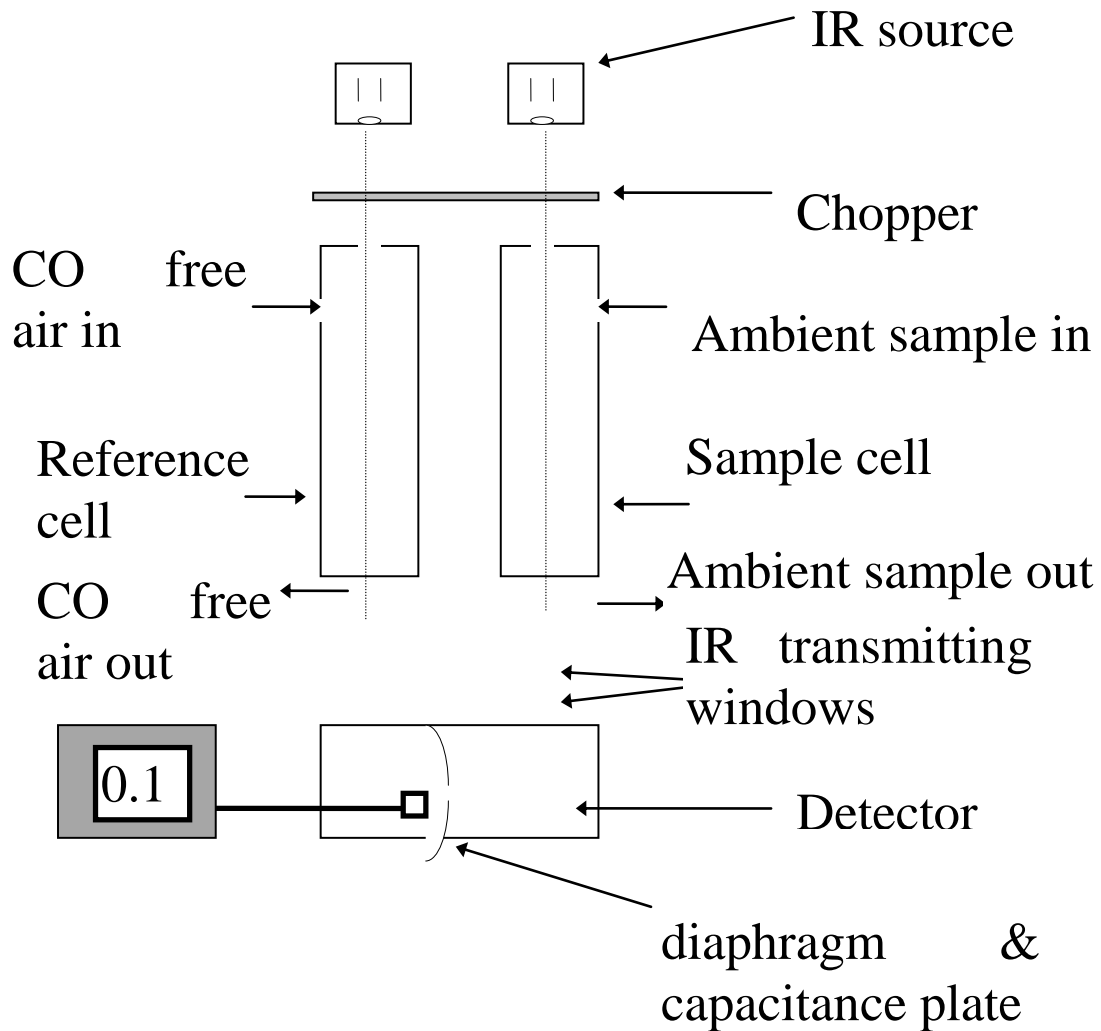 IR source
Chopper
CO free
air in
Ambient sample in
Reference
cell
Sample cell
CO free
air out
Ambient sample out
IR transmitting
windows
0.1
Detector
diaphragm &
capacitance plate